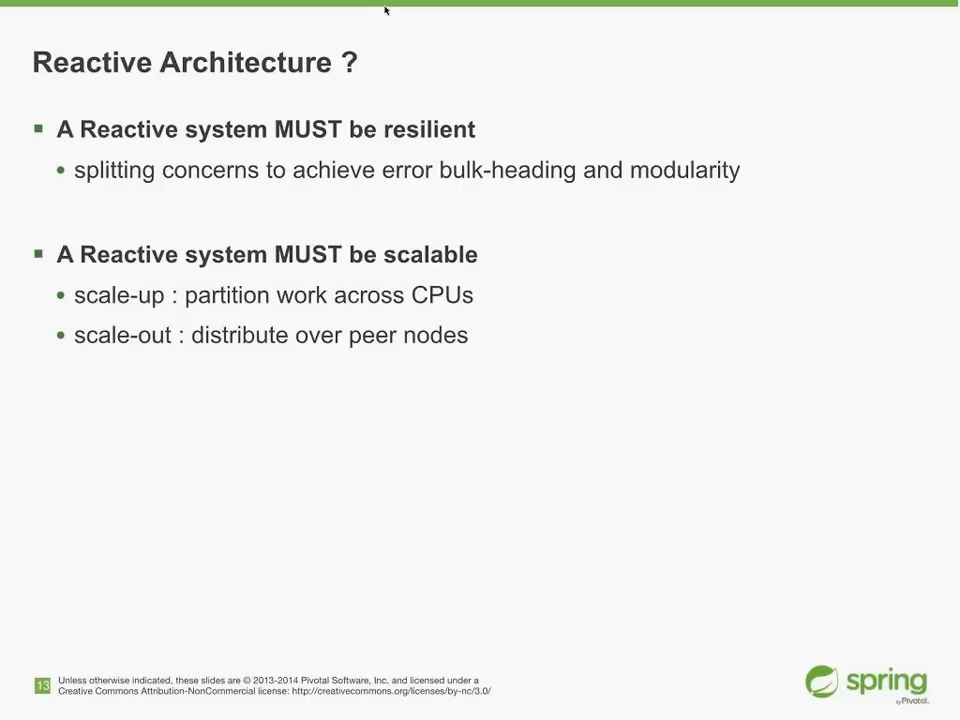 Reactive Architecture ?
A Reactive system MUST be resilient
splitting concerns to achieve error bulk-heading and modularity
A Reactive system MUST be scalable
scale-up : partition work across CPUs
scale-out : distribute over peer nodes
13
Unless otherwise indicated, these slides are © 2013-2014 Pivotal Software, Inc. and licensed under a
Creative Commons Attribution-NonCommercial license: http://creativecommons.org/licenses/by-nc/3.0/
spring
by Pivotal.